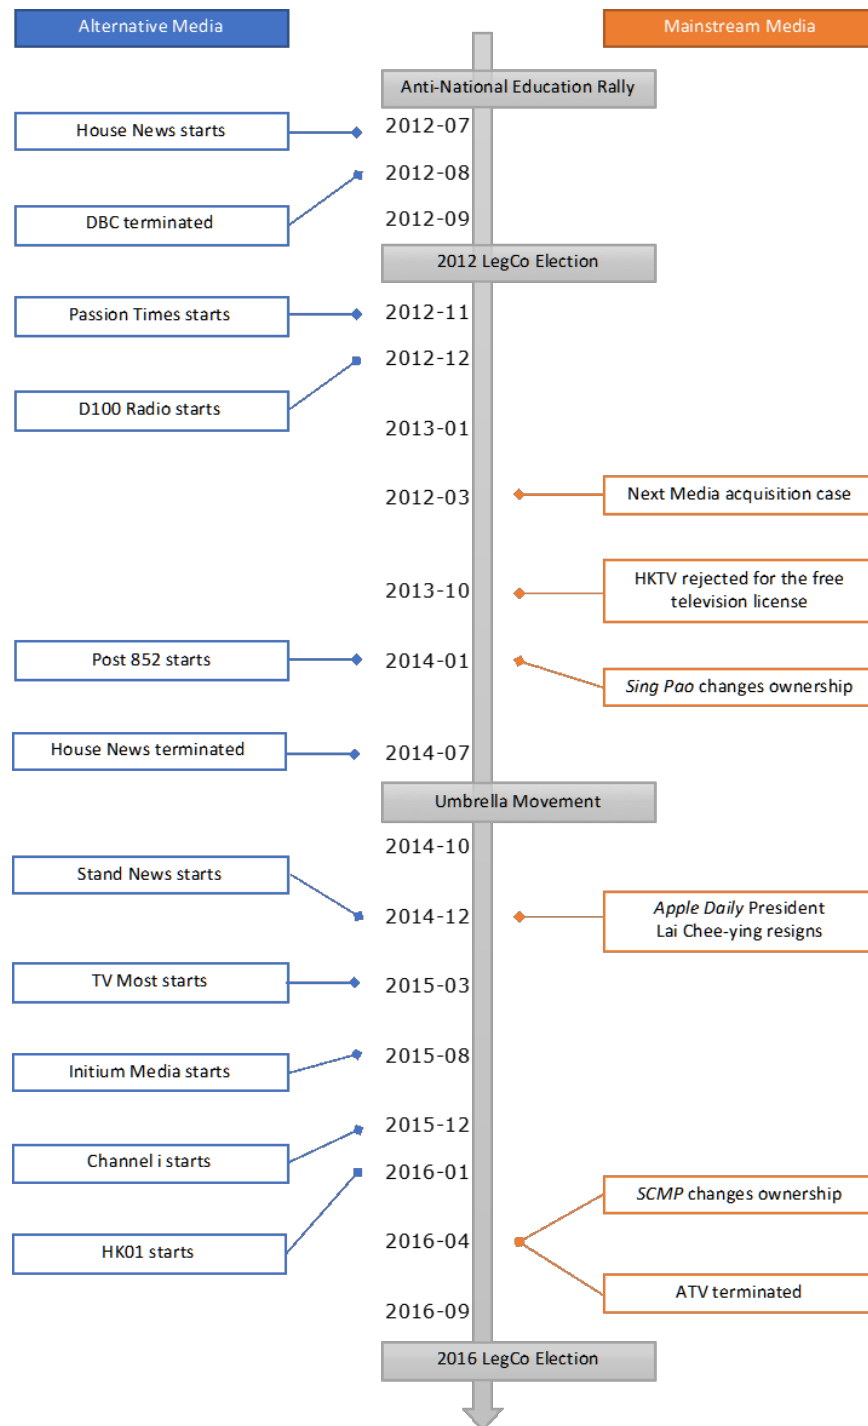 Alternative Media
Mainstream Media
Anti-National Education Rally
House News starts
2012-07
2012-08
DBC terminated
2012-09
2012 LegCo Election
Passion Times starts
2012-11
2012-12
D100 Radio starts
2013-01
2012-03
Next Media acquisition case
2013-10
HKTV rejected for the free
television license
Post 852 starts
2014-01
Sing Pao changes ownership
House News terminated
2014-07
Umbrella Movement
2014-10
Stand News starts
2014-12
Apple Daily President
Lai Chee-ying resigns
TV Most starts
2015-03
Initium Media starts
2015-08
2015-12
Channel i starts
2016-01
SCMP changes ownership
HK01 starts
2016-04
ATV terminated
2016-09
2016 LegCo Election